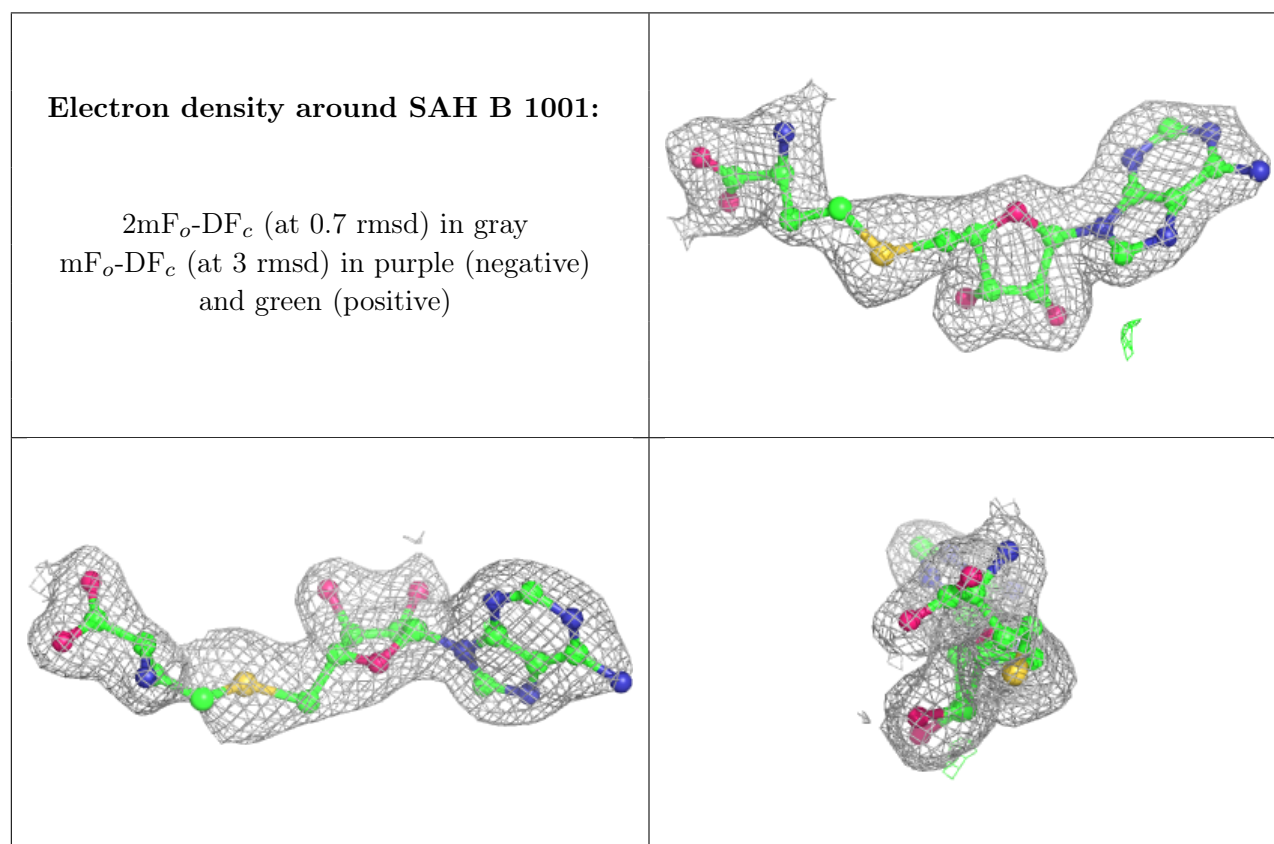 Electron density around SAH B 1001:
2mFo-DFc (at 0.7 rmsd) in gray
mFo-DFc (at 3 rmsd) in purple (negative)
and green (positive)